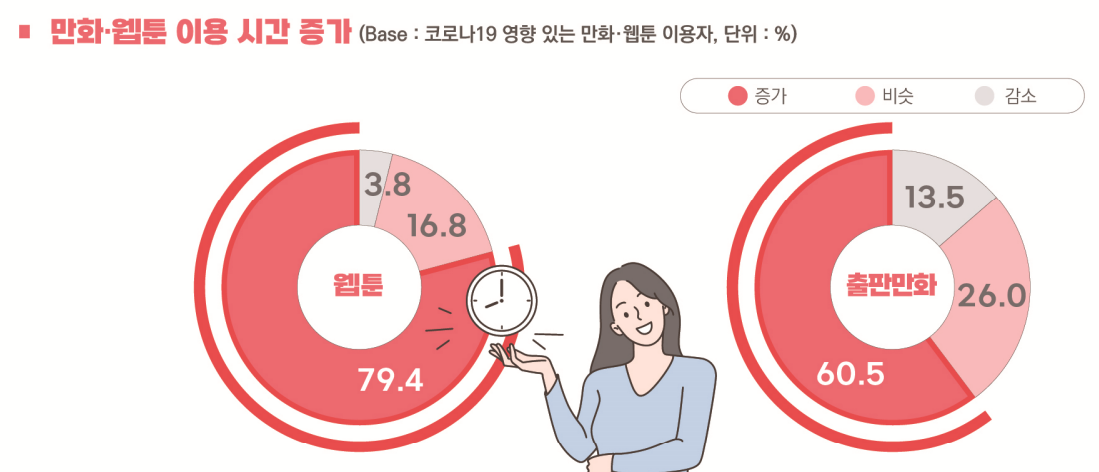 만화·웹툰 이용 시간 증가 (Base : 코로나19 영향 있는 만화·웹툰 이용자, 단위 : %)
증가 비슷 감소
3.8
16.8
웹툰
79.4
13.5
출판만화
26.0
60.5